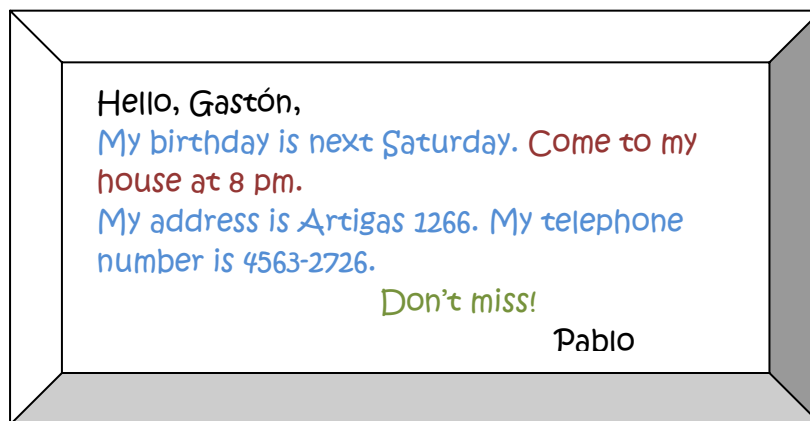 Hello, Gastón,
My birthday is next Saturday. Come to my
house at 8 pm.
My address is Artigas 1266. My telephone
number is 4563-2726.
Don't miss!
Pablo